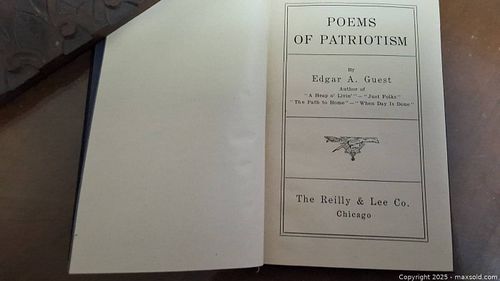 POEMS
OF PATRIOTISM
By
Edgar A. Guest
Author of
"A Heap o' Livin'"—"Just Folks"
"The Path to Home"—"When Day Is Done"
The Reilly & Lee Co.
Chicago
Copyright 2025 - maxsold.com